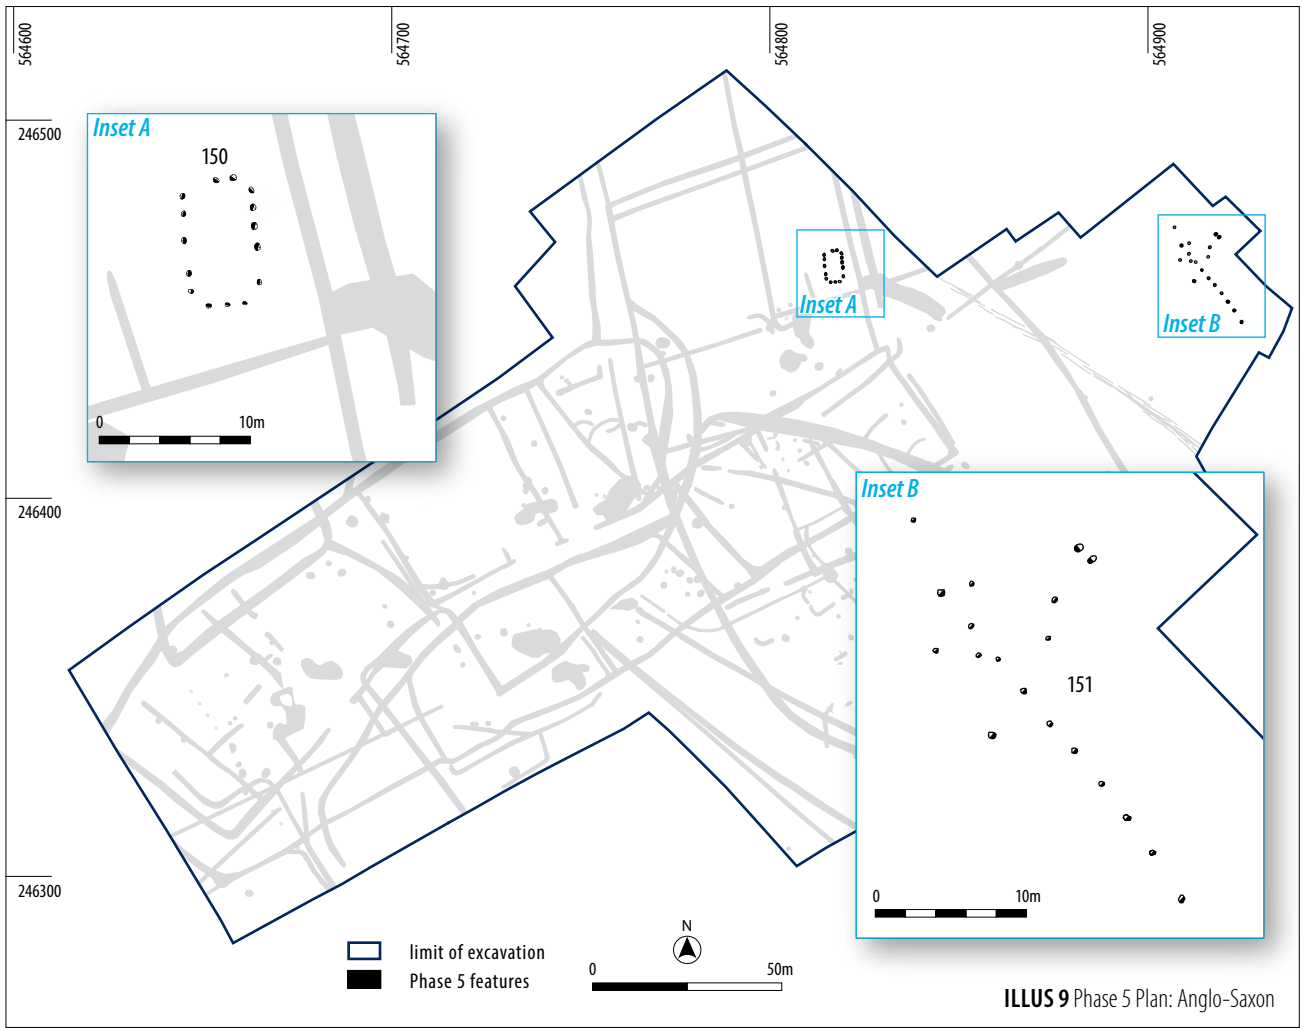 564600
564700
564800
564900
246500
246400
246300
Inset A
150
0 10m
Inset A
Inset B
Inset B
151
0 10m
limit of excavation
Phase 5 features
N
0 50m
ILLUS 9 Phase 5 Plan: Anglo-Saxon